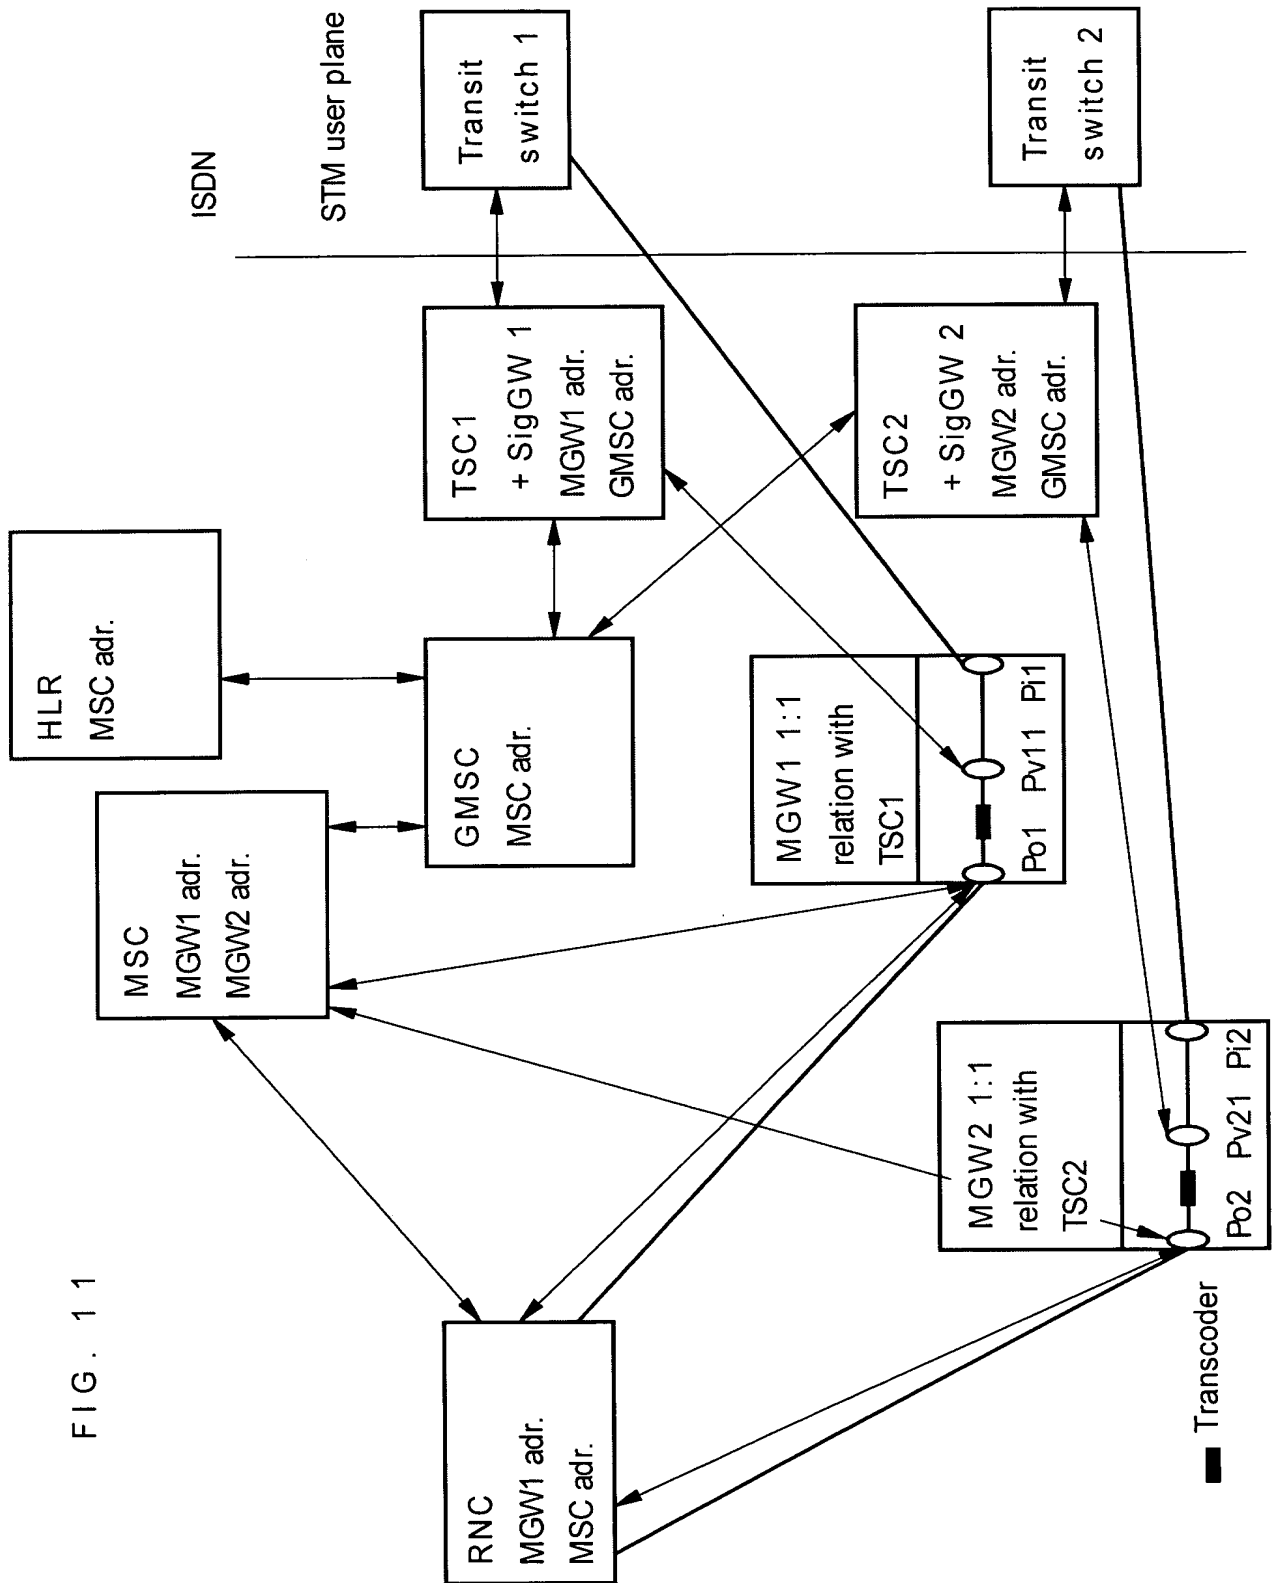 FIG. 11
ISDN
STM user plane
HLR
MSC adr.
MSC
MGW1 adr.
MGW2 adr.
GMSC
MSC adr.
TSC1
+ SigGW 1
MGW1 adr.
GMSC adr.
Transit
switch 1
RNC
MGW1 adr.
MSC adr.
MGW1 1:1
relation with
TSC1
Po1 Pv11 Pi1
TSC2
+ SigGW 2
MGW2 adr.
GMSC adr.
Transit
switch 2
MGW2 1:1
relation with
TSC2
Po2 Pv21 Pi2
Transcoder